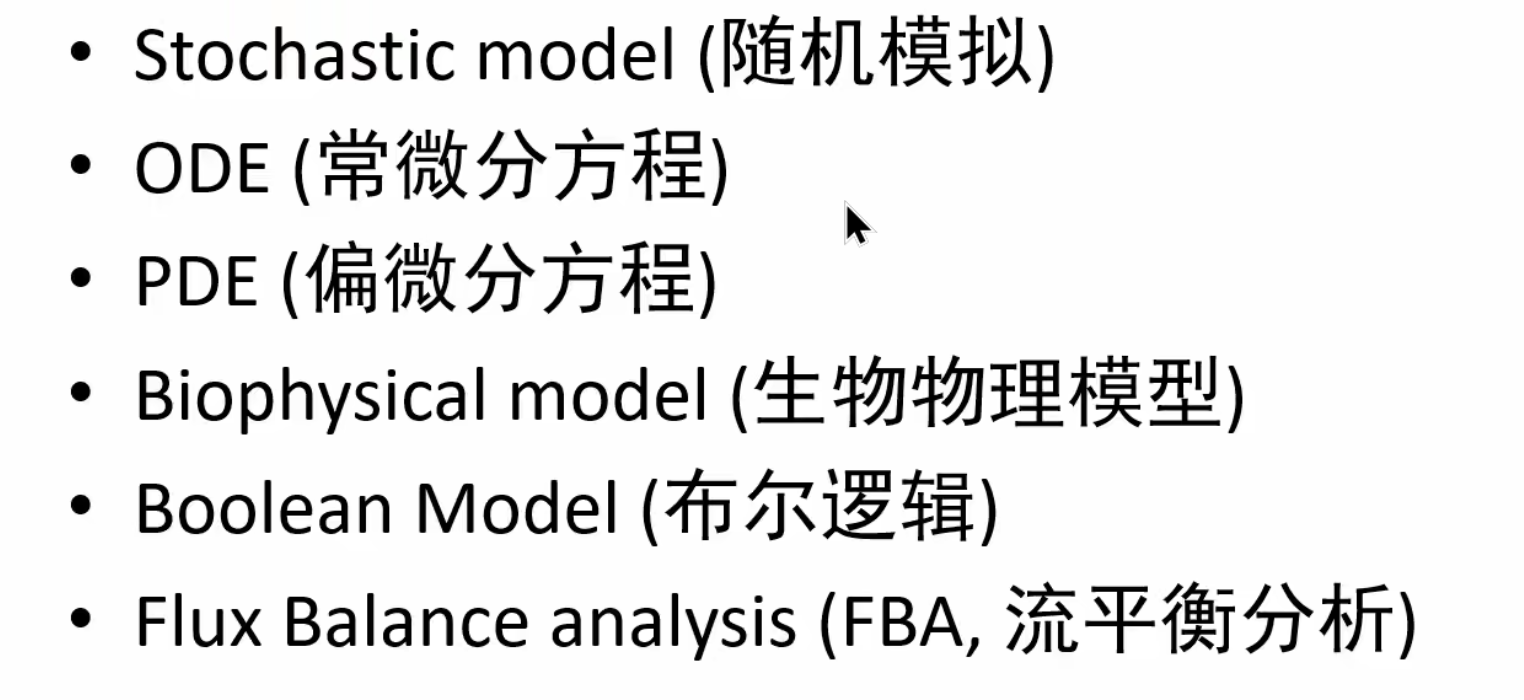 • Stochastic model (随机模拟)
• ODE (常微分方程)
• PDE (偏微分方程)
• Biophysical model (生物物理模型)
• Boolean Model (布尔逻辑)
• Flux Balance analysis (FBA, 流平衡分析)